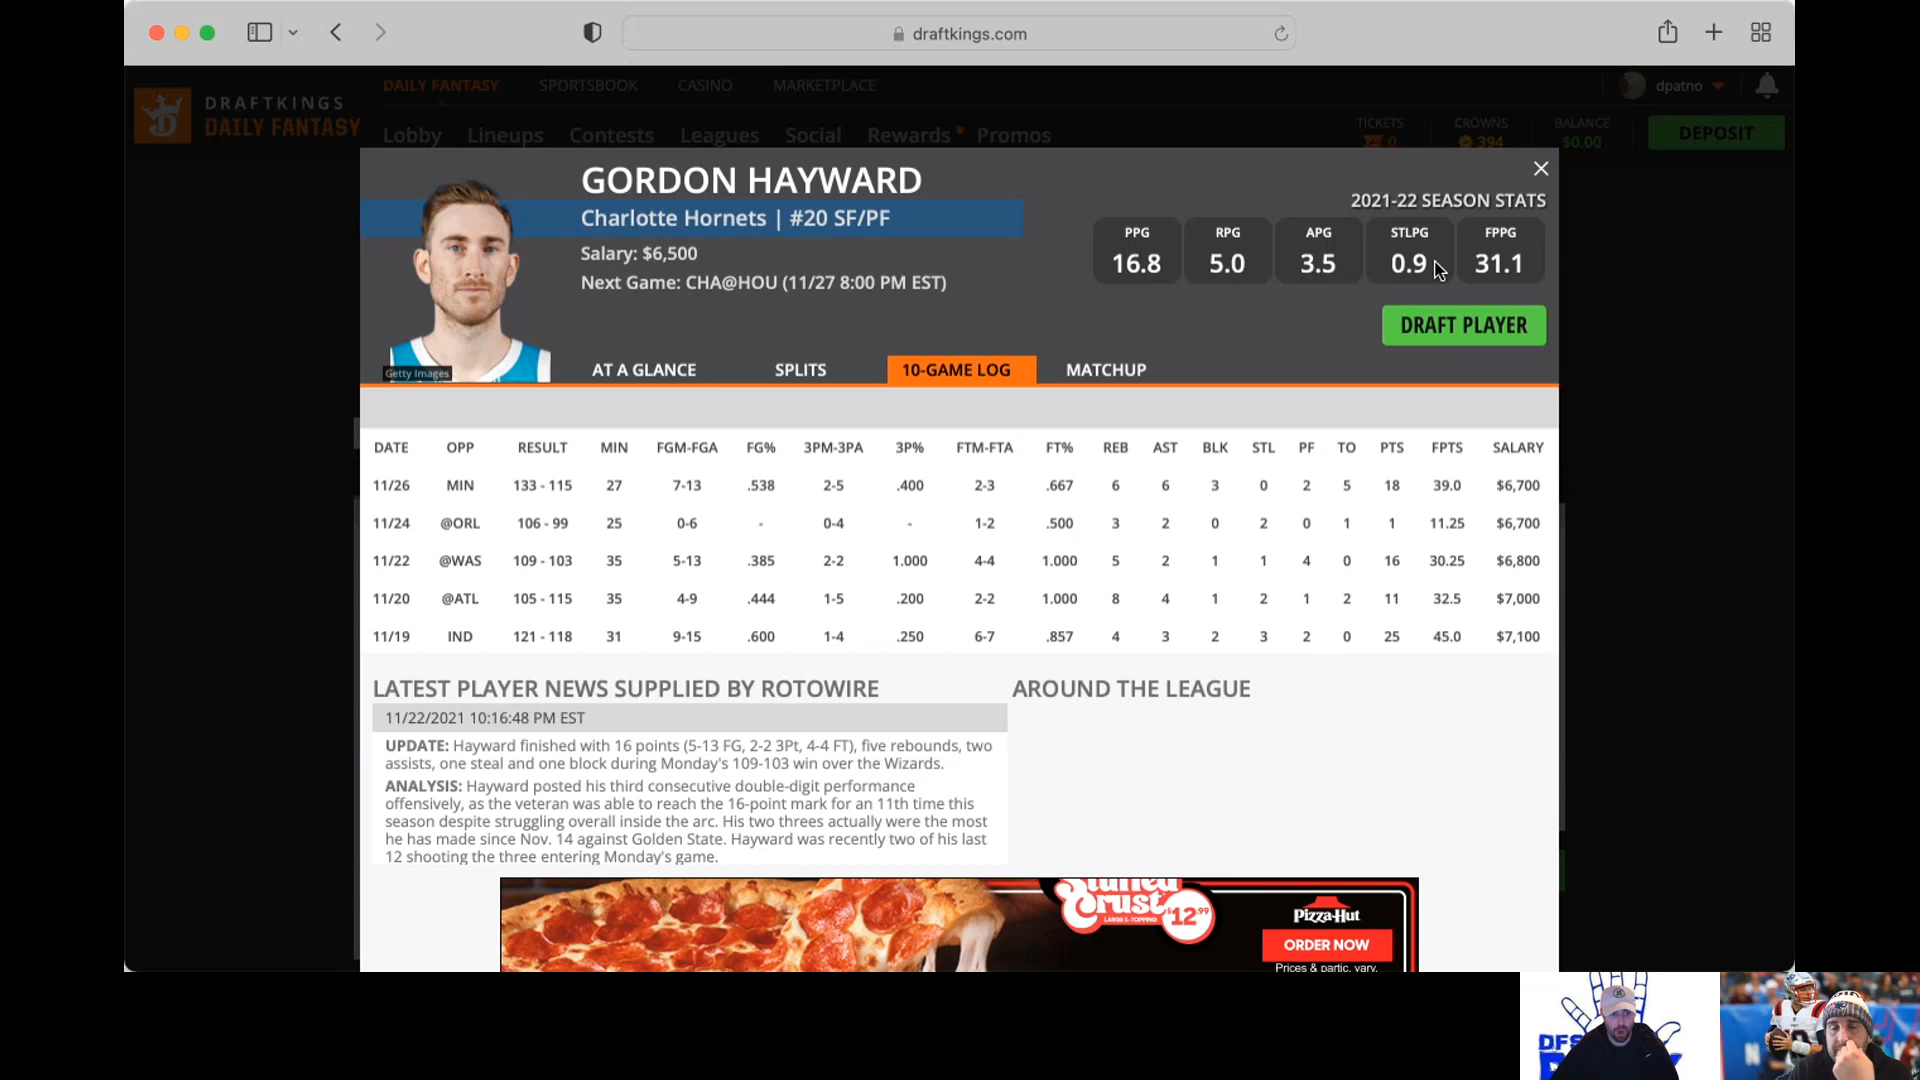 draftkings.com
DRAFTKINGS
DAILY FANTASY
DAILY FANTASY SPORTSBOOK CASINO MARKETPLACE
dpatno
Lobby Lineups Contests Leagues Social Rewards Promos
TICKETS CROWNS BALANCE
0 394 $0.00
DEPOSIT
GORDON HAYWARD
Charlotte Hornets | #20 SF/PF
Salary: $6,500
Next Game: CHA@HOU (11/27 8:00 PM EST)
Getty Images
2021-22 SEASON STATS
PPG RPG APG STLPG FPPG
16.8 5.0 3.5 0.9 31.1
DRAFT PLAYER
AT A GLANCE SPLITS 10-GAME LOG MATCHUP
DATE OPP RESULT MIN FGM-FGA FG% 3PM-3PA 3P% FTM-FTA FT% REB AST BLK STL PF TO PTS FPTS SALARY
11/26 MIN 133 - 115 27 7-13 .538 2-5 .400 2-3 .667 6 6 3 0 2 5 18 39.0 $6,700
11/24 @ORL 106 - 99 25 0-6 - 0-4 - 1-2 .500 3 2 0 2 0 1 1 11.25 $6,700
11/22 @WAS 109 - 103 35 5-13 .385 2-2 1.000 4-4 1.000 5 2 1 1 4 0 16 30.25 $6,800
11/20 @ATL 105 - 115 35 4-9 .444 1-5 .200 2-2 1.000 8 4 1 2 1 2 11 32.5 $7,000
11/19 IND 121 - 118 31 9-15 .600 1-4 .250 6-7 .857 4 3 2 3 2 0 25 45.0 $7,100
LATEST PLAYER NEWS SUPPLIED BY ROTOWIRE
11/22/2021 10:16:48 PM EST
UPDATE: Hayward finished with 16 points (5-13 FG, 2-2 3Pt, 4-4 FT), five rebounds, two
assists, one steal and one block during Monday's 109-103 win over the Wizards.
ANALYSIS: Hayward posted his third consecutive double-digit performance
offensively, as the veteran was able to reach the 16-point mark for an 11th time this
season despite struggling overall inside the arc. His two threes actually were the most
he has made since Nov. 14 against Golden State. Hayward was recently two of his last
12 shooting the three entering Monday's game.
AROUND THE LEAGUE
Stuffed
Crust
LARGE 1-TOPPING
$12.99
Pizza Hut
ORDER NOW
Prices & partic. vary.
DFS